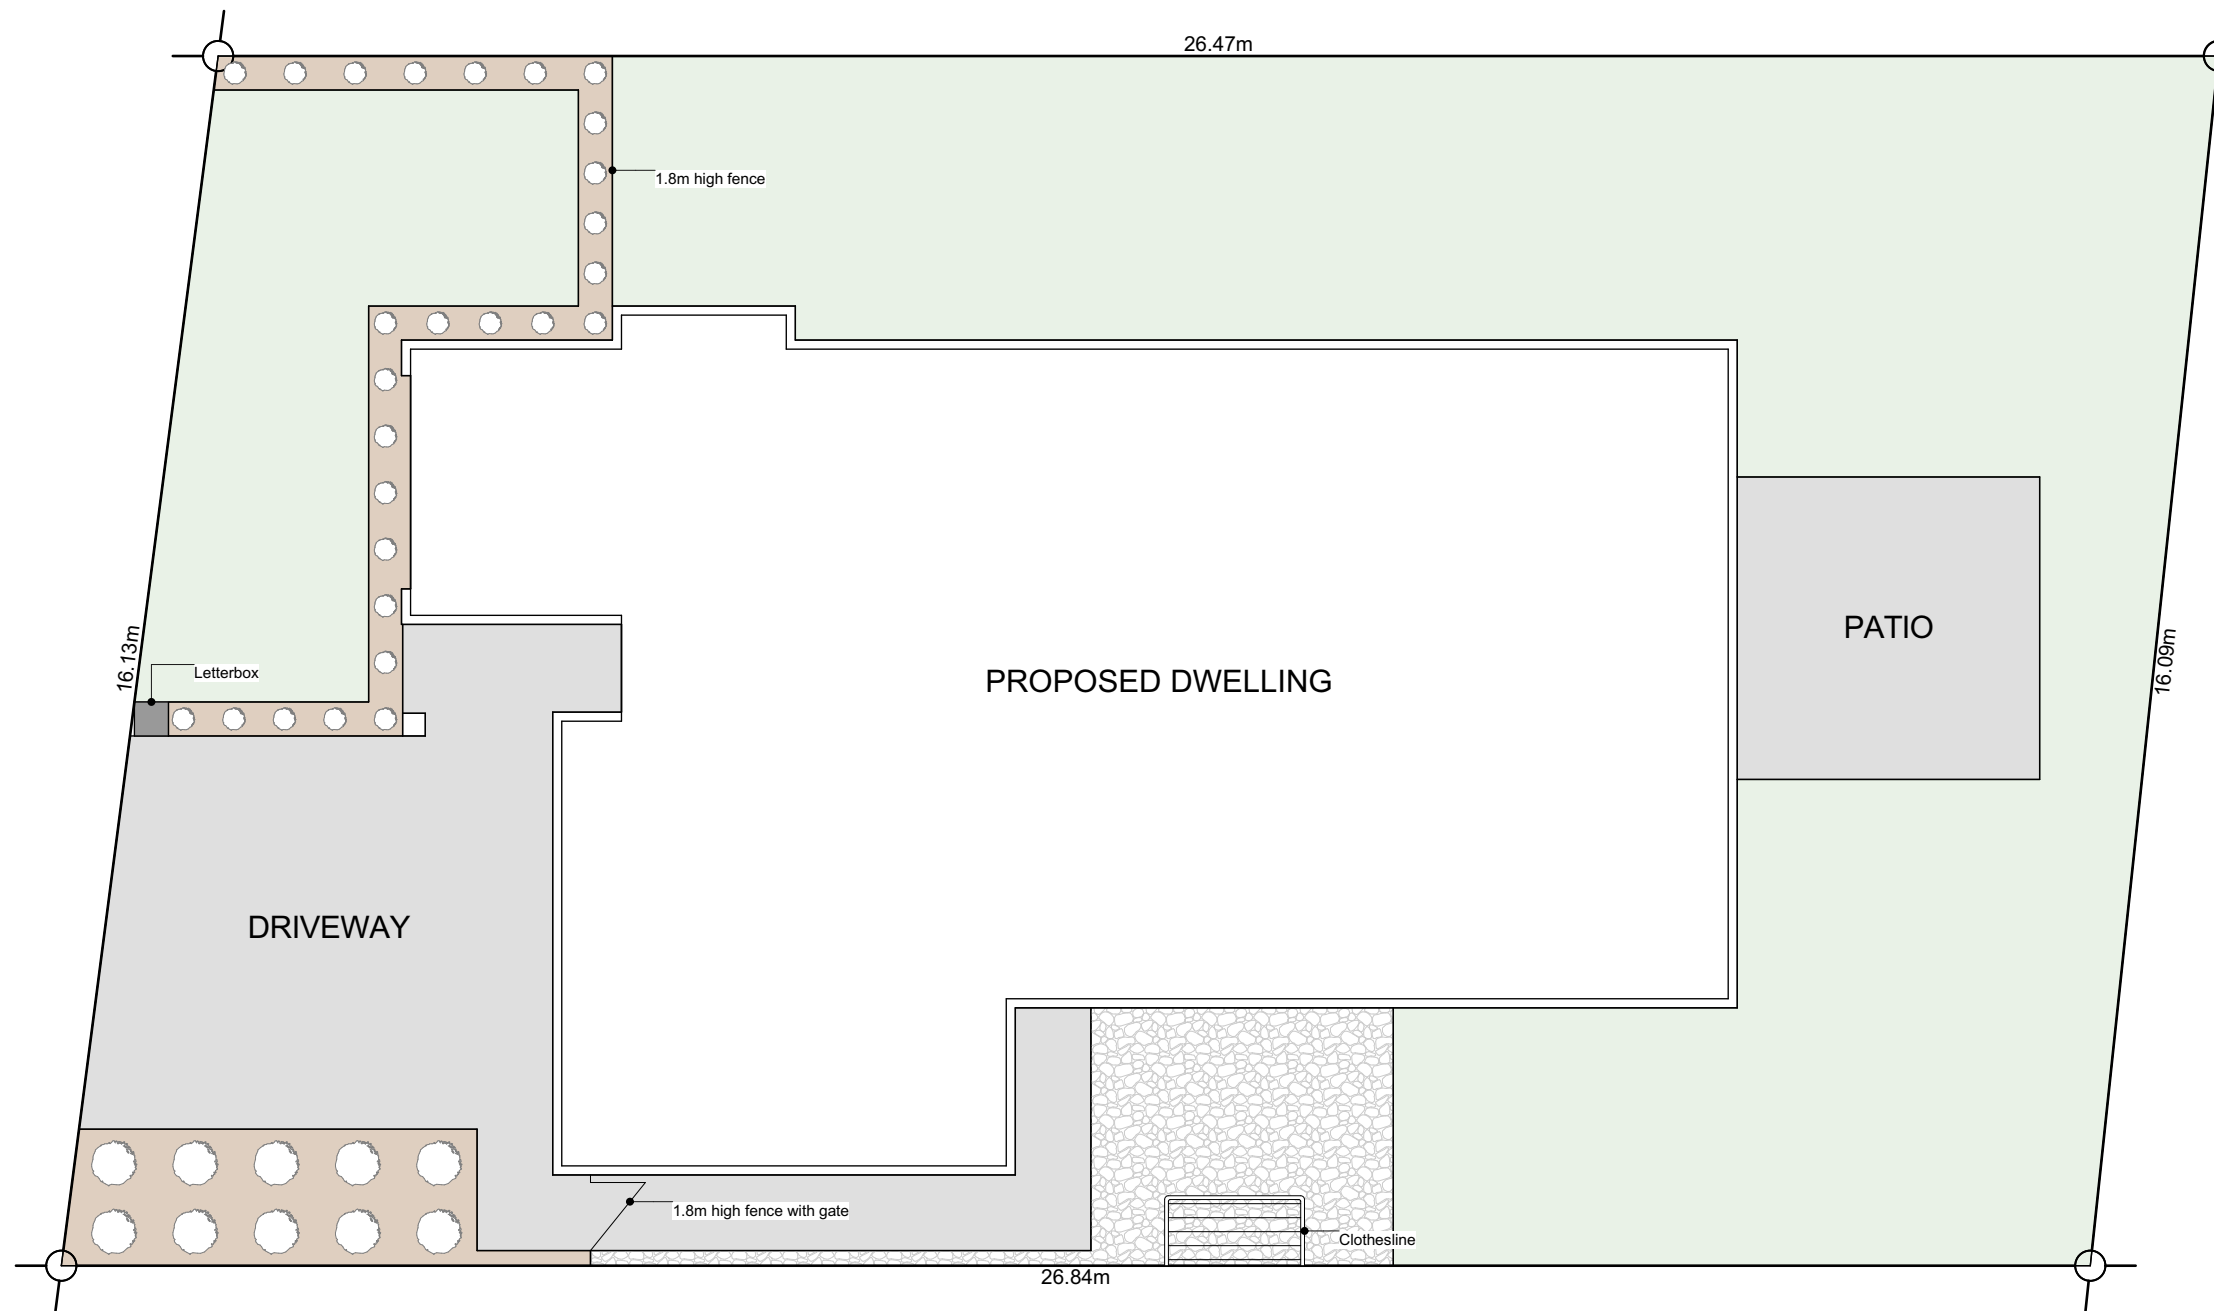 26.47m
1.8m high fence
16.13m
Letterbox
PATIO
16.09m
PROPOSED DWELLING
DRIVEWAY
1.8m high fence with gate
Clothesline
26.84m